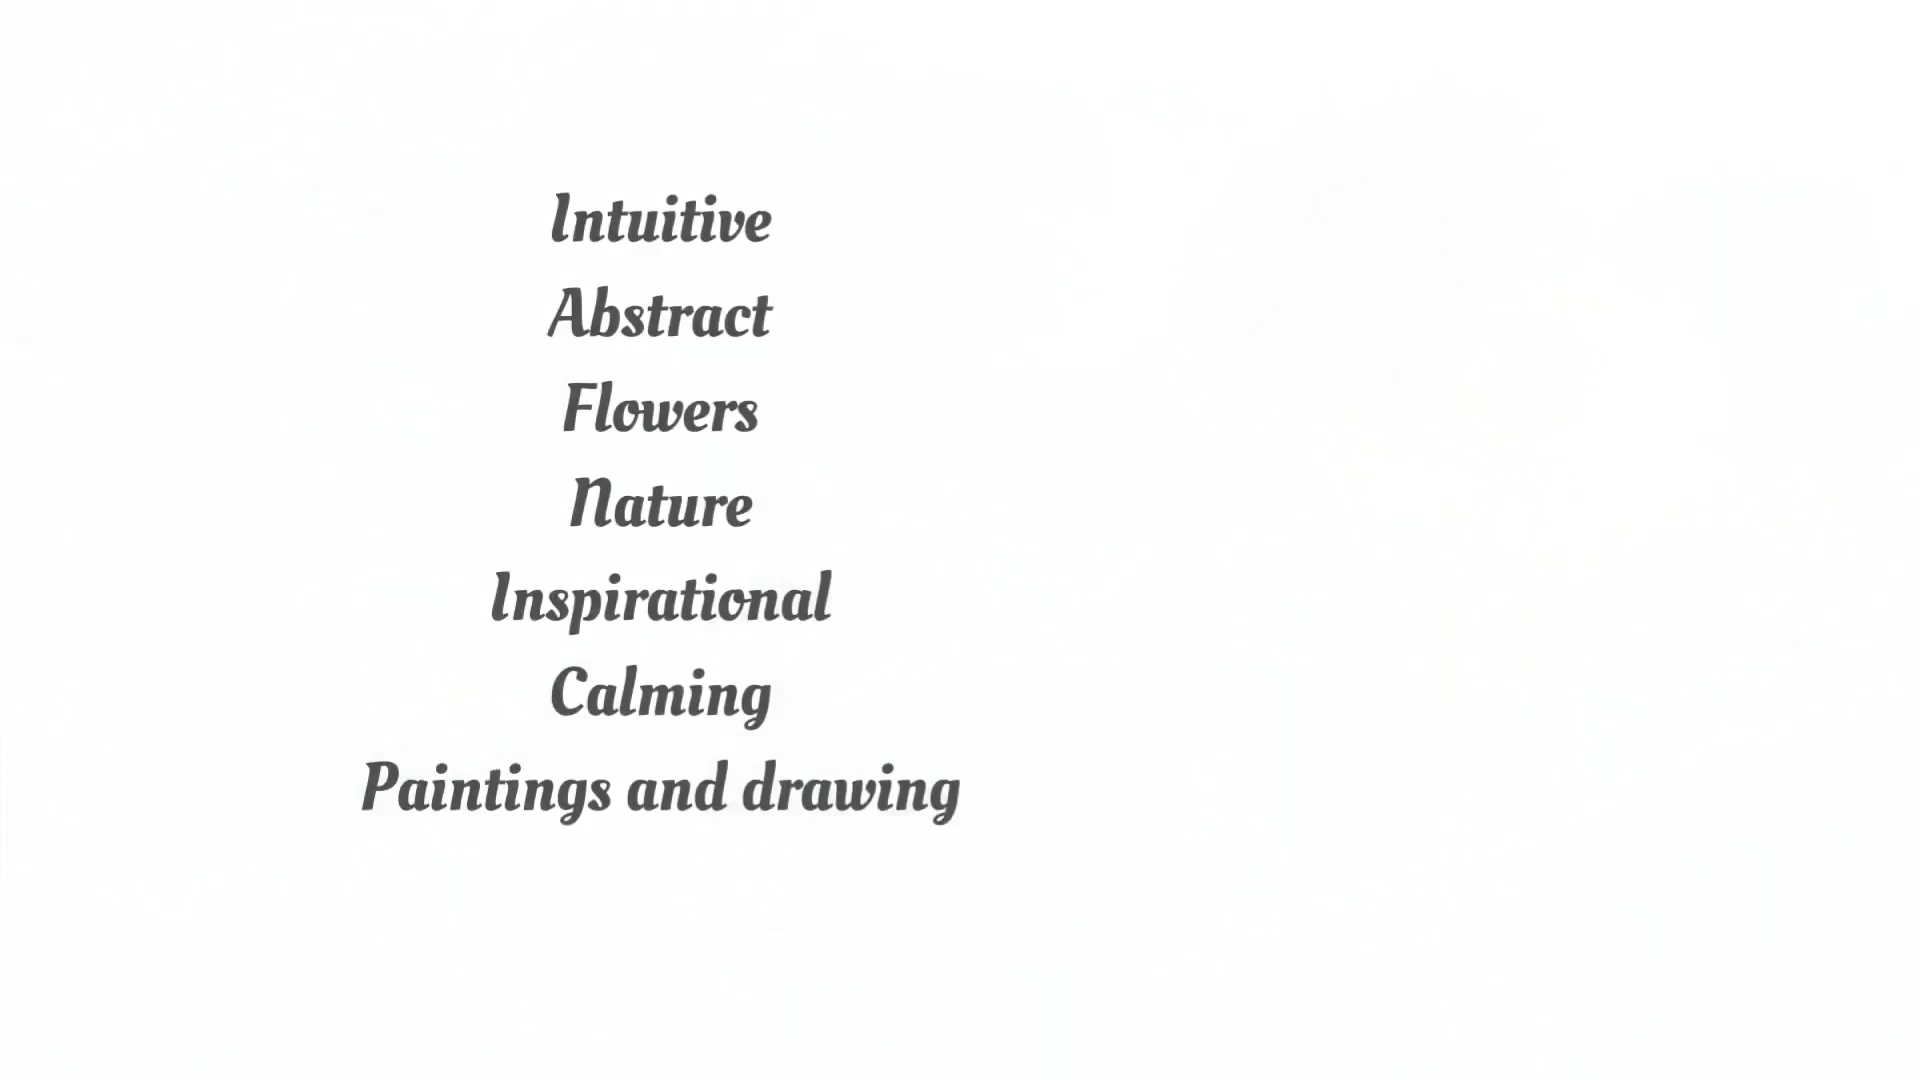 Intuitive
Abstract
Flowers
Nature
Inspirational
Calming
Paintings and drawing